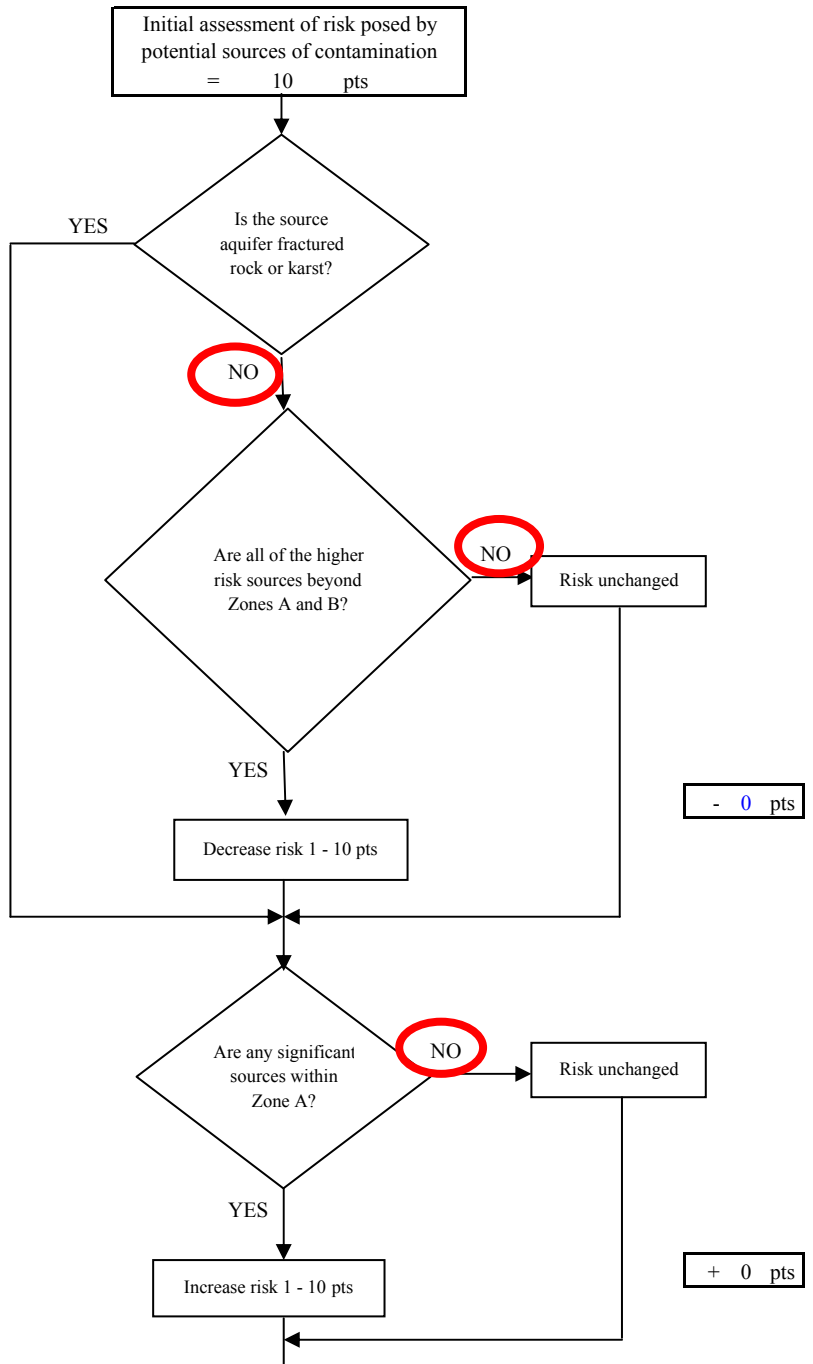 Initial assessment of risk posed by
potential sources of contamination
= 10 pts
YES
Is the source
aquifer fractured
rock or karst?
NO
Are all of the higher
risk sources beyond
Zones A and B?
NO
Risk unchanged
YES
- 0 pts
Decrease risk 1 - 10 pts
Are any significant
sources within
Zone A?
NO
Risk unchanged
YES
+ 0 pts
Increase risk 1 - 10 pts